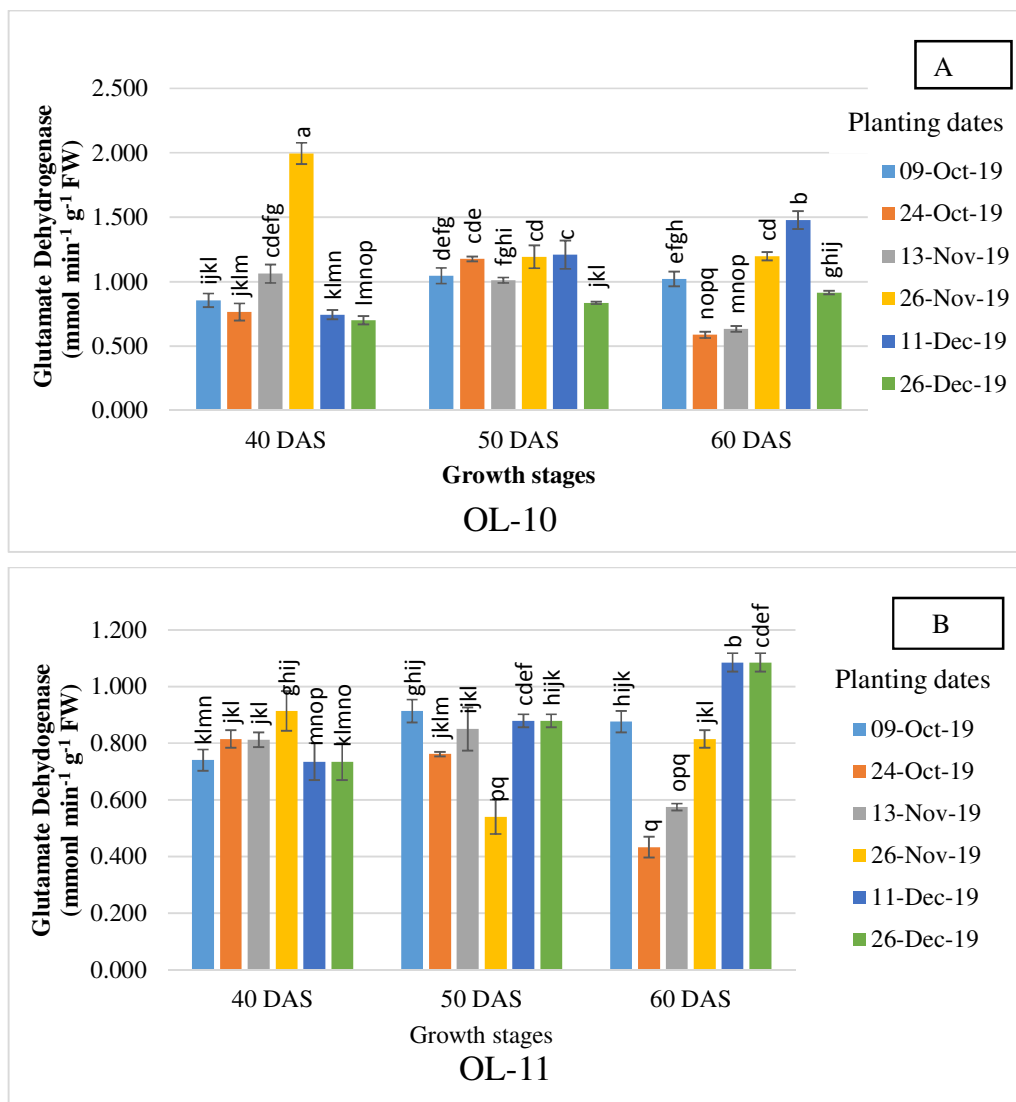 A
Glutamate Dehydrogenase
(mmol min⁻¹ g⁻¹ FW)
2.500
2.000
1.500
1.000
0.500
0.000
ijkl
jklm
cdefg
a
klmn
lmnop
defg
cde
fghi
cd
c
jkl
efgh
nopq
mnop
cd
b
ghij
40 DAS
50 DAS
60 DAS
Growth stages
OL-10
Planting dates
09-Oct-19
24-Oct-19
13-Nov-19
26-Nov-19
11-Dec-19
26-Dec-19
B
Glutamate Dehydogenase
(mmonl min⁻¹ g⁻¹ FW)
1.200
1.000
0.800
0.600
0.400
0.200
0.000
klmn
jkl
jkl
ghij
mnop
klmno
ghij
jklm
ijkl
pq
cdef
hijk
hijk
q
opq
jkl
b
cdef
40 DAS
50 DAS
60 DAS
Growth stages
OL-11
Planting dates
09-Oct-19
24-Oct-19
13-Nov-19
26-Nov-19
11-Dec-19
26-Dec-19